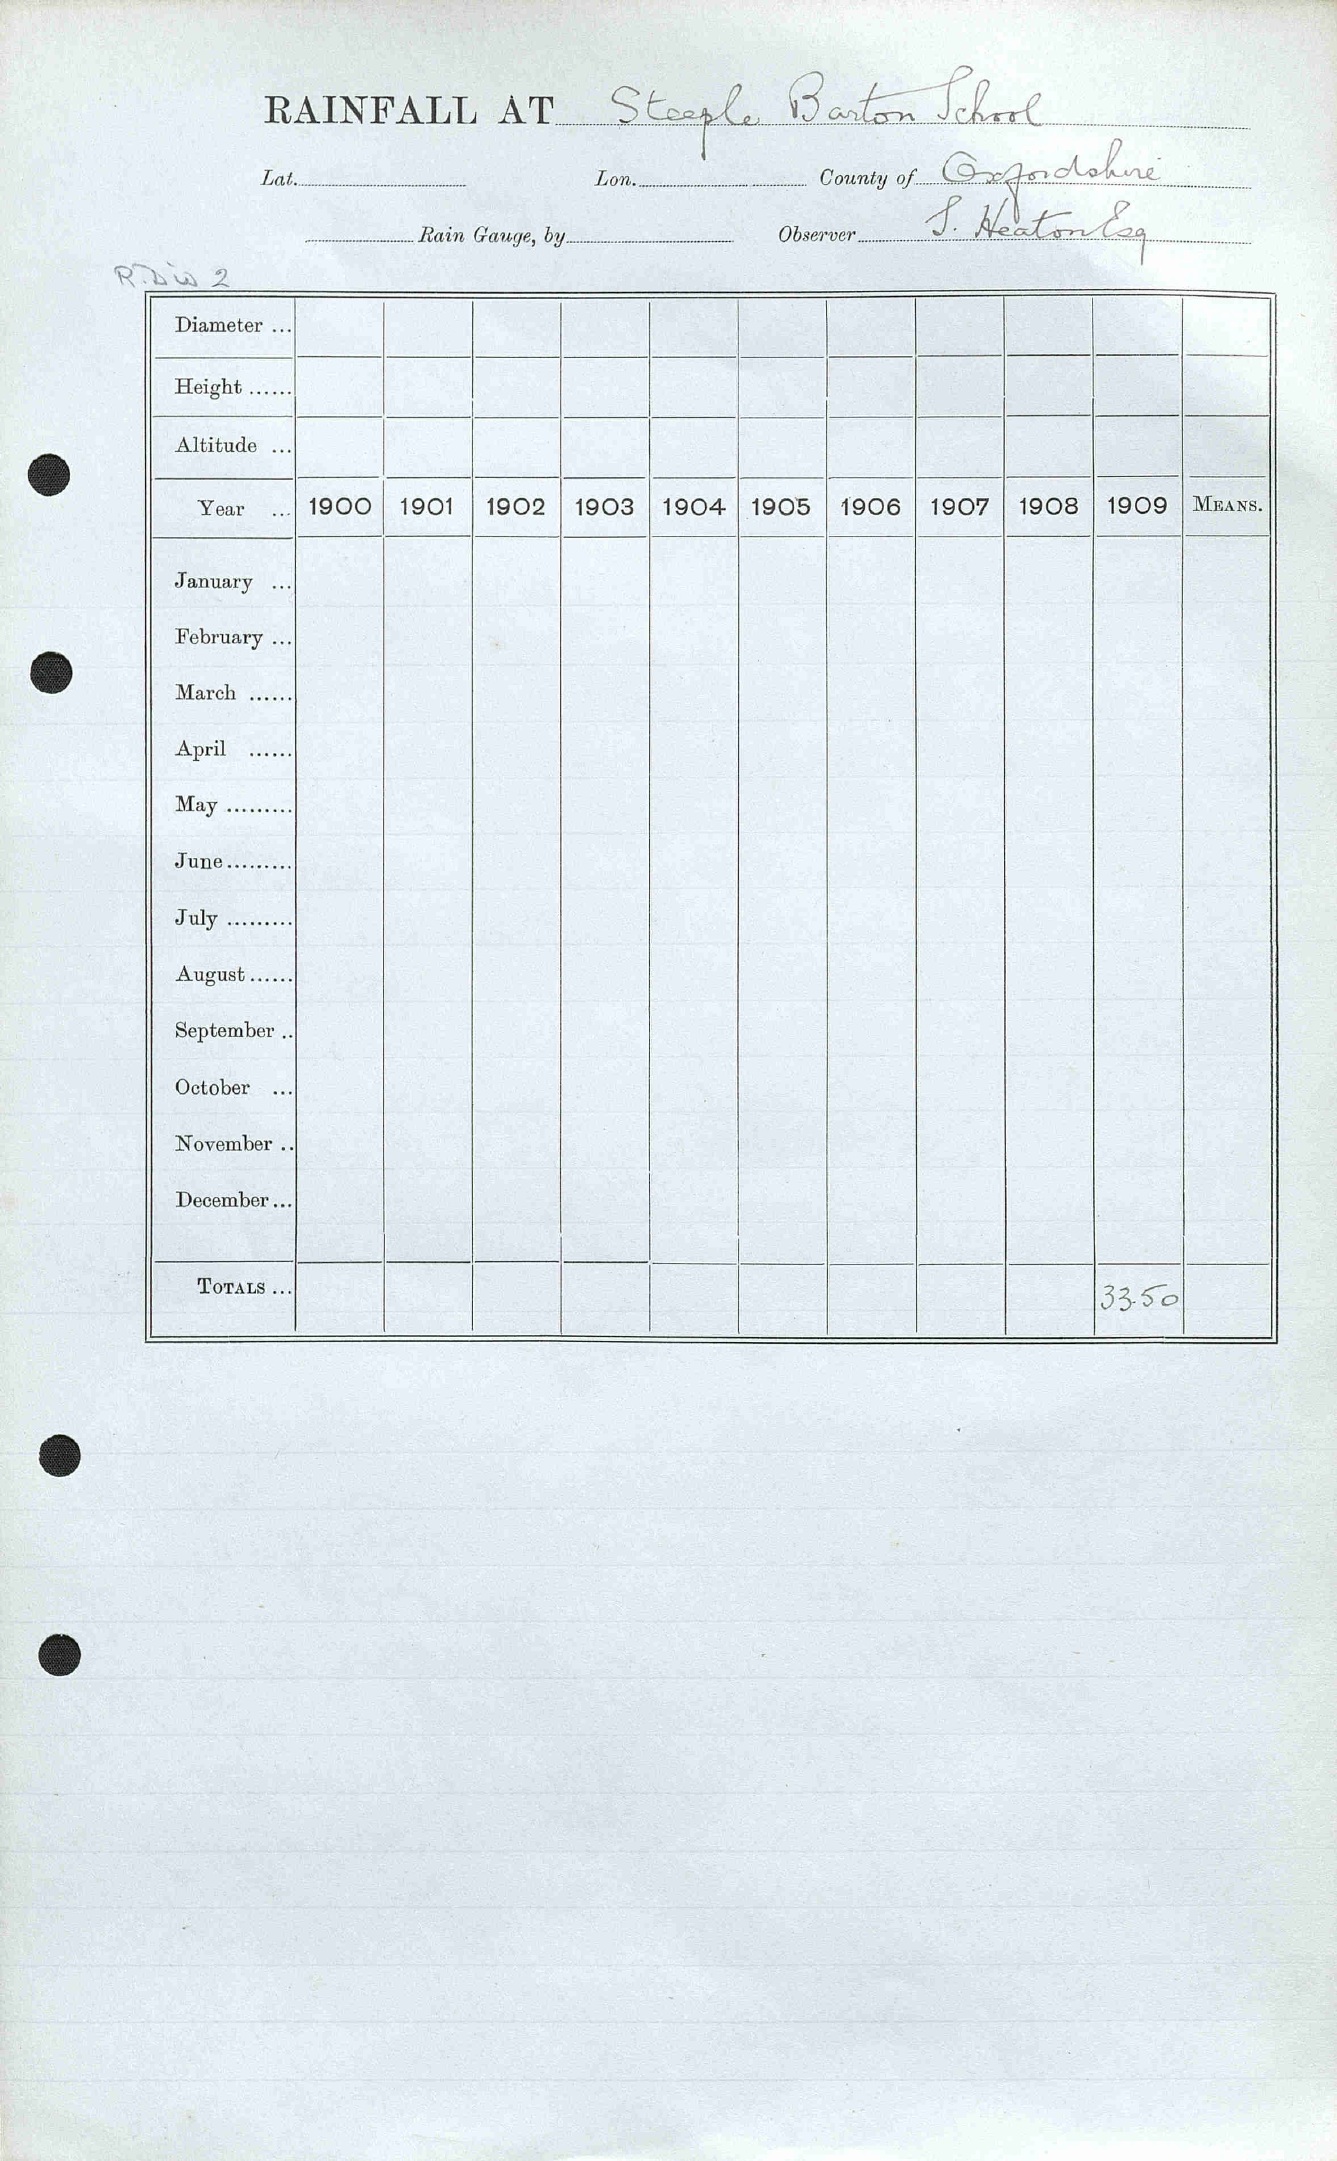 RAINFALL AT Steeple Barton School
Lat. Lon. County of Oxfordshire
Rain Gauge, by Observer S. Heaton Esq
R. Div 2
Diameter ...
Height ......
Altitude ...
Year ... 1900 1901 1902 1903 1904 1905 1906 1907 1908 1909 MEANS.
January ...
February ...
March ......
April ......
May .........
June.........
July .........
August......
September ..
October ...
November ..
December...
TOTALS ... 33.50